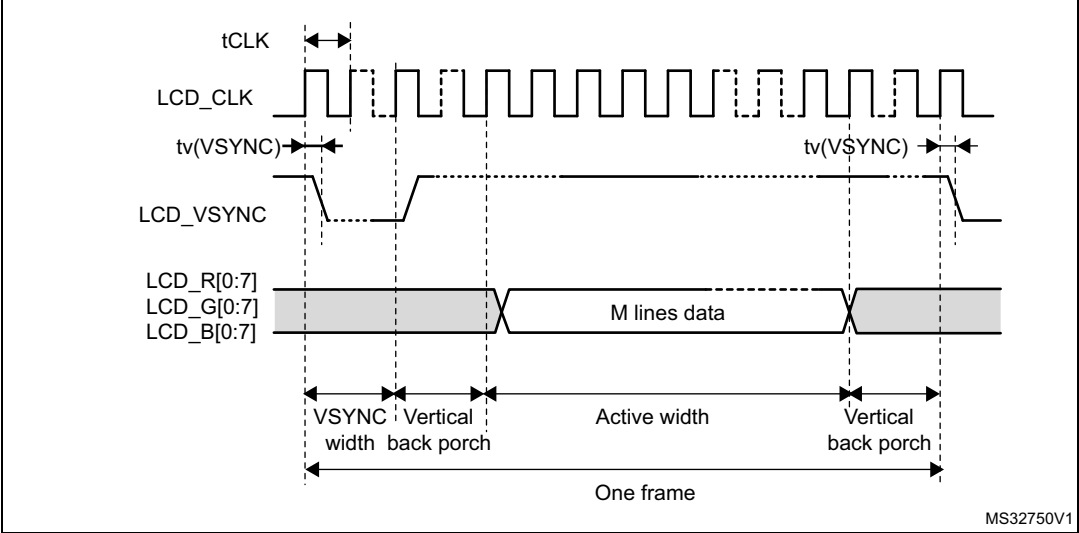 tCLK
LCD_CLK
tv(VSYNC)
tv(VSYNC)
LCD_VSYNC
LCD_R[0:7]
LCD_G[0:7]
LCD_B[0:7]
M lines data
VSYNC
width
Vertical
back porch
Active width
Vertical
back porch
One frame
MS32750V1